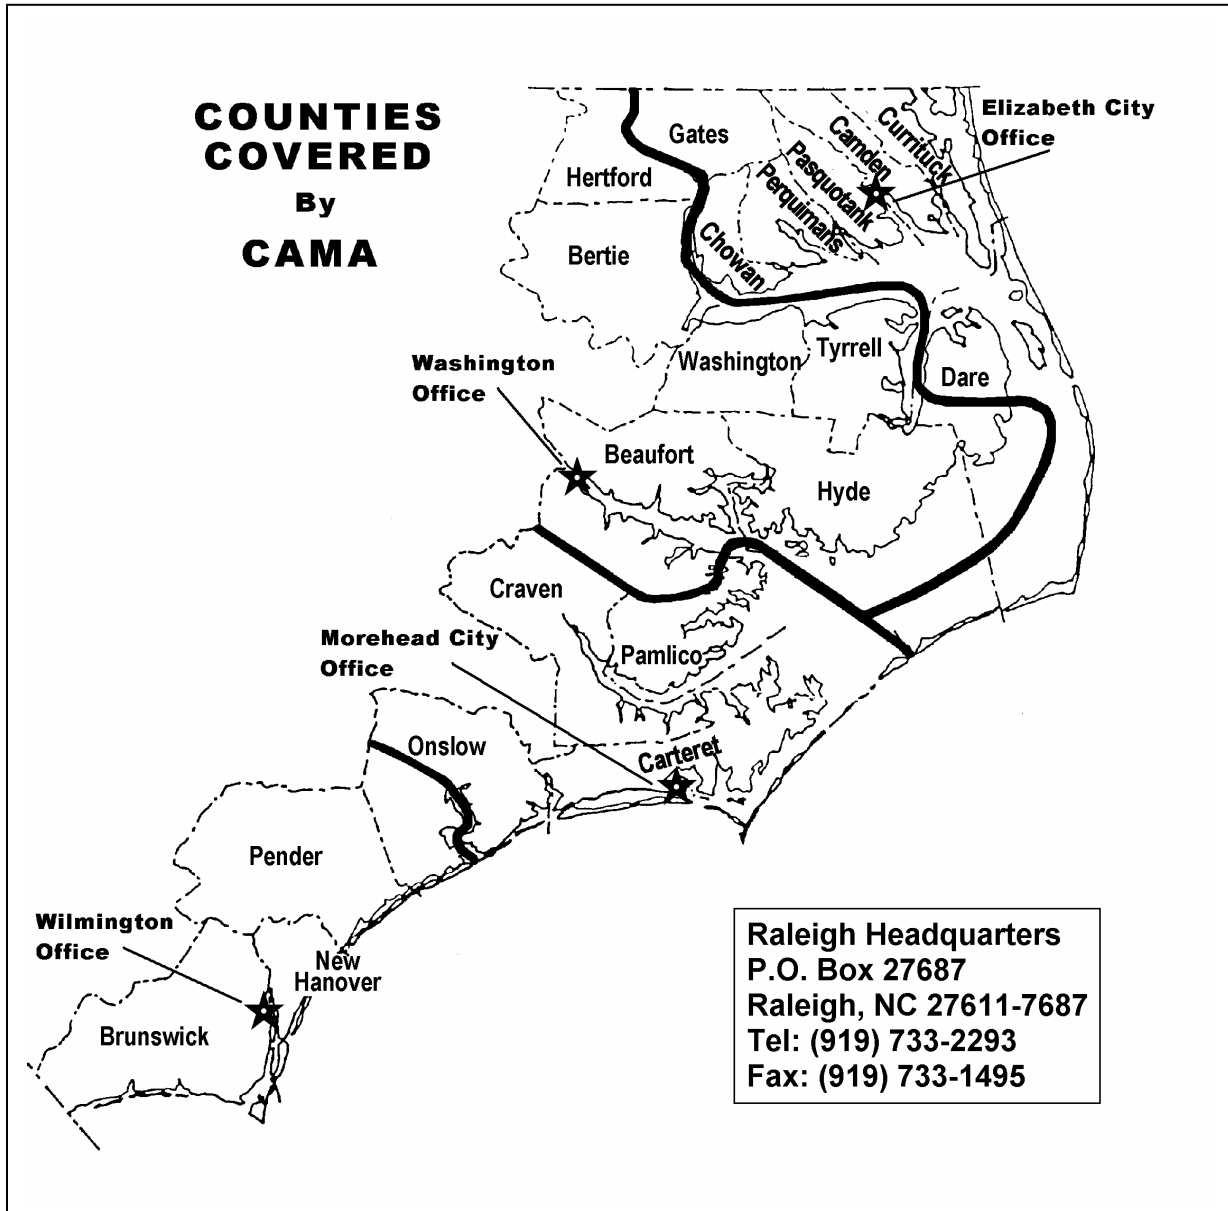 COUNTIES
COVERED
By
CAMA
Elizabeth City
Office
Gates
Camden
Currituck
Hertford
Pasquotank
Perquimans
Bertie
Chowan
Washington
Office
Washington
Tyrrell
Dare
Beaufort
Hyde
Craven
Morehead City
Office
Pamlico
Onslow
Carteret
Pender
Wilmington
Office
New
Hanover
Brunswick
Raleigh Headquarters
P.O. Box 27687
Raleigh, NC 27611-7687
Tel: (919) 733-2293
Fax: (919) 733-1495